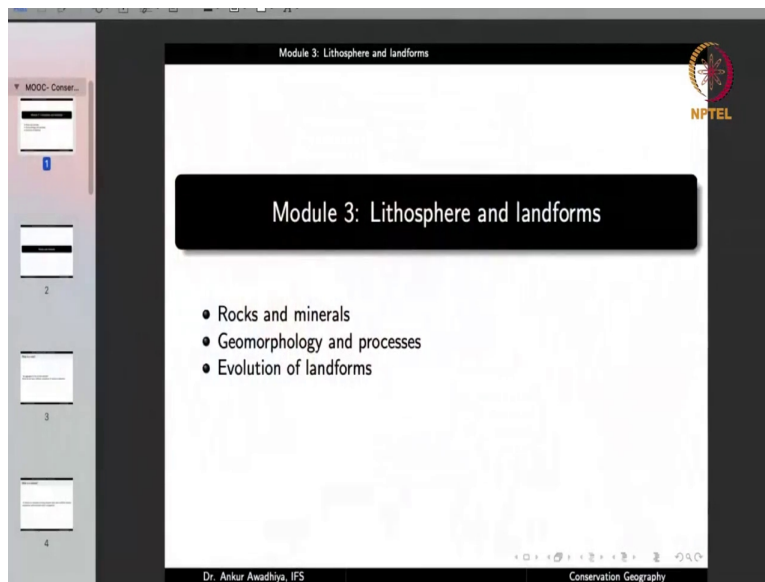 Module 3: Lithosphere and landforms
NPTEL
MOOC- Conser...
1
Module 3: Lithosphere and landforms
2
Rocks and minerals
Geomorphology and processes
Evolution of landforms
3
4
Dr. Ankur Awadhiya, IFS
Conservation Geography